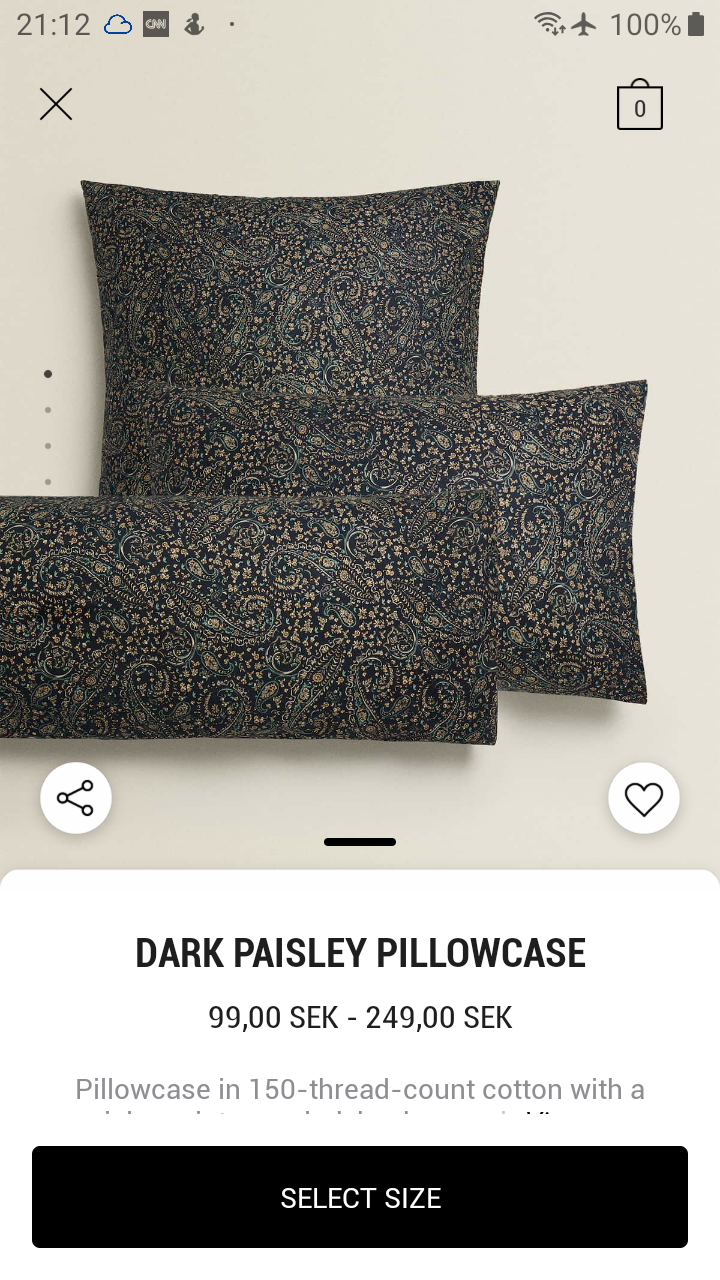 21:12
CNN
100%
0
DARK PAISLEY PILLOWCASE
99,00 SEK - 249,00 SEK
Pillowcase in 150-thread-count cotton with a
SELECT SIZE